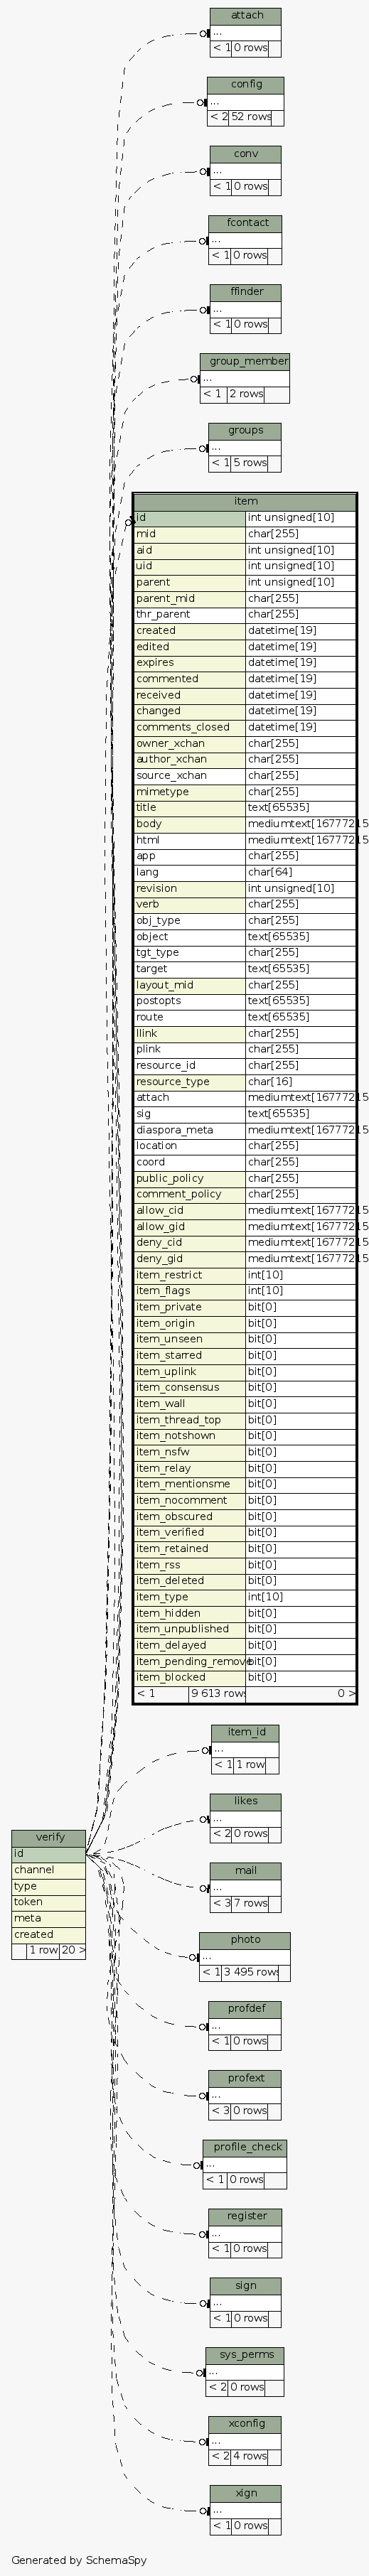 attach
...
< 1 0 rows
config
...
< 2 52 rows
conv
...
< 1 0 rows
fcontact
...
< 1 0 rows
ffinder
...
< 1 0 rows
group_member
...
< 1 2 rows
groups
...
< 1 5 rows
item
id int unsigned[10]
mid char[255]
aid int unsigned[10]
uid int unsigned[10]
parent int unsigned[10]
parent_mid char[255]
thr_parent char[255]
created datetime[19]
edited datetime[19]
expires datetime[19]
commented datetime[19]
received datetime[19]
changed datetime[19]
comments_closed datetime[19]
owner_xchan char[255]
author_xchan char[255]
source_xchan char[255]
mimetype char[255]
title text[65535]
body mediumtext[16777215
html mediumtext[16777215
app char[255]
lang char[64]
revision int unsigned[10]
verb char[255]
obj_type char[255]
object text[65535]
tgt_type char[255]
target text[65535]
layout_mid char[255]
postopts text[65535]
route text[65535]
llink char[255]
plink char[255]
resource_id char[255]
resource_type char[16]
attach mediumtext[16777215
sig text[65535]
diaspora_meta mediumtext[16777215
location char[255]
coord char[255]
public_policy char[255]
comment_policy char[255]
allow_cid mediumtext[16777215
allow_gid mediumtext[16777215
deny_cid mediumtext[16777215
deny_gid mediumtext[16777215
item_restrict int[10]
item_flags int[10]
item_private bit[0]
item_origin bit[0]
item_unseen bit[0]
item_starred bit[0]
item_uplink bit[0]
item_consensus bit[0]
item_wall bit[0]
item_thread_top bit[0]
item_notshown bit[0]
item_nsfw bit[0]
item_relay bit[0]
item_mentionsme bit[0]
item_nocomment bit[0]
item_obscured bit[0]
item_verified bit[0]
item_retained bit[0]
item_rss bit[0]
item_deleted bit[0]
item_type int[10]
item_hidden bit[0]
item_unpublished bit[0]
item_delayed bit[0]
item_pending_remove bit[0]
item_blocked bit[0]
< 1 9 613 rows 0 >
item_id
...
< 1 1 row
likes
...
< 2 0 rows
verify
id
channel
type
token
meta
created
1 row 20 >
mail
...
< 3 7 rows
photo
...
< 1 3 495 rows
profdef
...
< 1 0 rows
profext
...
< 3 0 rows
profile_check
...
< 1 0 rows
register
...
< 1 0 rows
sign
...
< 1 0 rows
sys_perms
...
< 2 0 rows
xconfig
...
< 2 4 rows
xign
...
< 1 0 rows
Generated by SchemaSpy